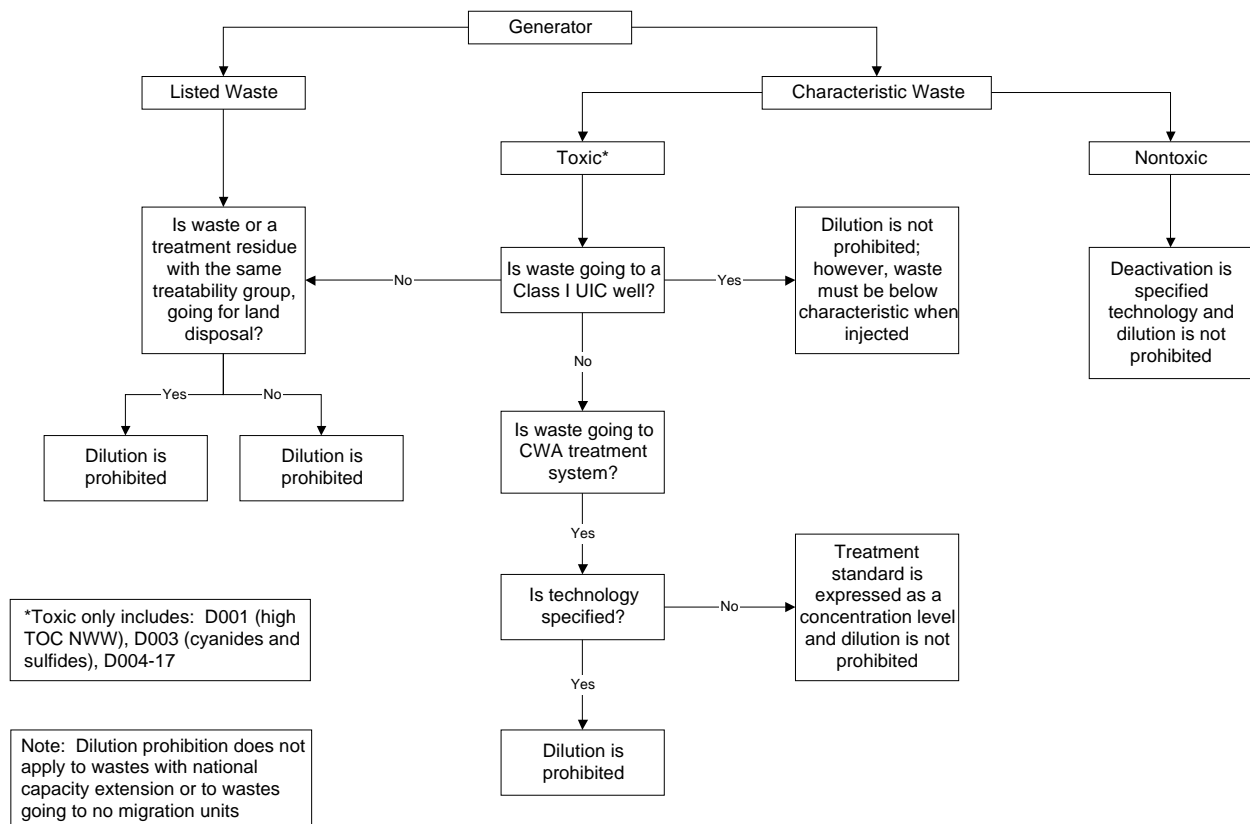 Generator
Listed Waste
Characteristic Waste
Toxic*
Nontoxic
Is waste or a
treatment residue
with the same
treatability group,
going for land
disposal?
No
Is waste going to a
Class I UIC well?
Yes
Dilution is not
prohibited;
however, waste
must be below
characteristic when
injected
Deactivation is
specified
technology and
dilution is not
prohibited
Yes
No
No
Dilution is
prohibited
Dilution is
prohibited
Is waste going to
CWA treatment
system?
Yes
Is technology
specified?
No
Treatment
standard is
expressed as a
concentration level
and dilution is not
prohibited
Yes
Dilution is
prohibited
*Toxic only includes: D001 (high
TOC NWW), D003 (cyanides and
sulfides), D004-17
Note: Dilution prohibition does not
apply to wastes with national
capacity extension or to wastes
going to no migration units